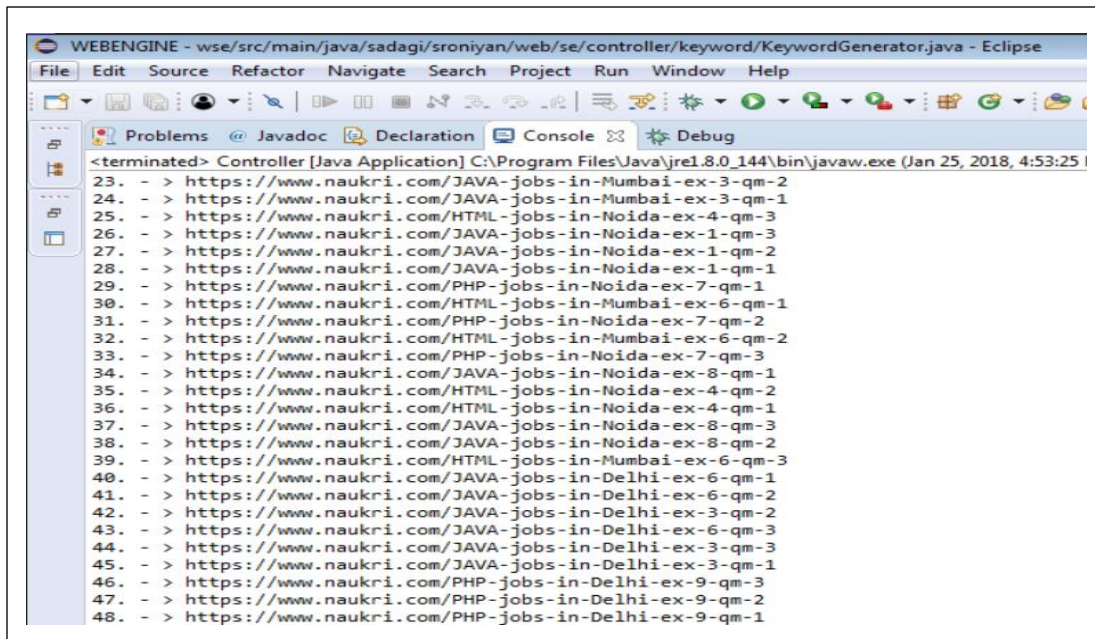 WEBENGINE - wse/src/main/java/sadagi/sroniyan/web/se/controller/keyword/KeywordGenerator.java - Eclipse
File Edit Source Refactor Navigate Search Project Run Window Help
Problems @ Javadoc Declaration Console Debug
<terminated> Controller [Java Application] C:\Program Files\Java\jre1.8.0_144\bin\javaw.exe (Jan 25, 2018, 4:53:25
23. - > https://www.naukri.com/JAVA-jobs-in-Mumbai-ex-3-qm-2
24. - > https://www.naukri.com/JAVA-jobs-in-Mumbai-ex-3-qm-1
25. - > https://www.naukri.com/HTML-jobs-in-Noida-ex-4-qm-3
26. - > https://www.naukri.com/JAVA-jobs-in-Noida-ex-1-qm-3
27. - > https://www.naukri.com/JAVA-jobs-in-Noida-ex-1-qm-2
28. - > https://www.naukri.com/JAVA-jobs-in-Noida-ex-1-qm-1
29. - > https://www.naukri.com/PHP-jobs-in-Noida-ex-7-qm-1
30. - > https://www.naukri.com/HTML-jobs-in-Mumbai-ex-6-qm-1
31. - > https://www.naukri.com/PHP-jobs-in-Noida-ex-7-qm-2
32. - > https://www.naukri.com/HTML-jobs-in-Mumbai-ex-6-qm-2
33. - > https://www.naukri.com/PHP-jobs-in-Noida-ex-7-qm-3
34. - > https://www.naukri.com/JAVA-jobs-in-Noida-ex-8-qm-1
35. - > https://www.naukri.com/HTML-jobs-in-Noida-ex-4-qm-2
36. - > https://www.naukri.com/HTML-jobs-in-Noida-ex-4-qm-1
37. - > https://www.naukri.com/JAVA-jobs-in-Noida-ex-8-qm-3
38. - > https://www.naukri.com/JAVA-jobs-in-Noida-ex-8-qm-2
39. - > https://www.naukri.com/HTML-jobs-in-Mumbai-ex-6-qm-3
40. - > https://www.naukri.com/JAVA-jobs-in-Delhi-ex-6-qm-1
41. - > https://www.naukri.com/JAVA-jobs-in-Delhi-ex-6-qm-2
42. - > https://www.naukri.com/JAVA-jobs-in-Delhi-ex-3-qm-2
43. - > https://www.naukri.com/JAVA-jobs-in-Delhi-ex-6-qm-3
44. - > https://www.naukri.com/JAVA-jobs-in-Delhi-ex-3-qm-3
45. - > https://www.naukri.com/JAVA-jobs-in-Delhi-ex-3-qm-1
46. - > https://www.naukri.com/PHP-jobs-in-Delhi-ex-9-qm-3
47. - > https://www.naukri.com/PHP-jobs-in-Delhi-ex-9-qm-2
48. - > https://www.naukri.com/PHP-jobs-in-Delhi-ex-9-qm-1